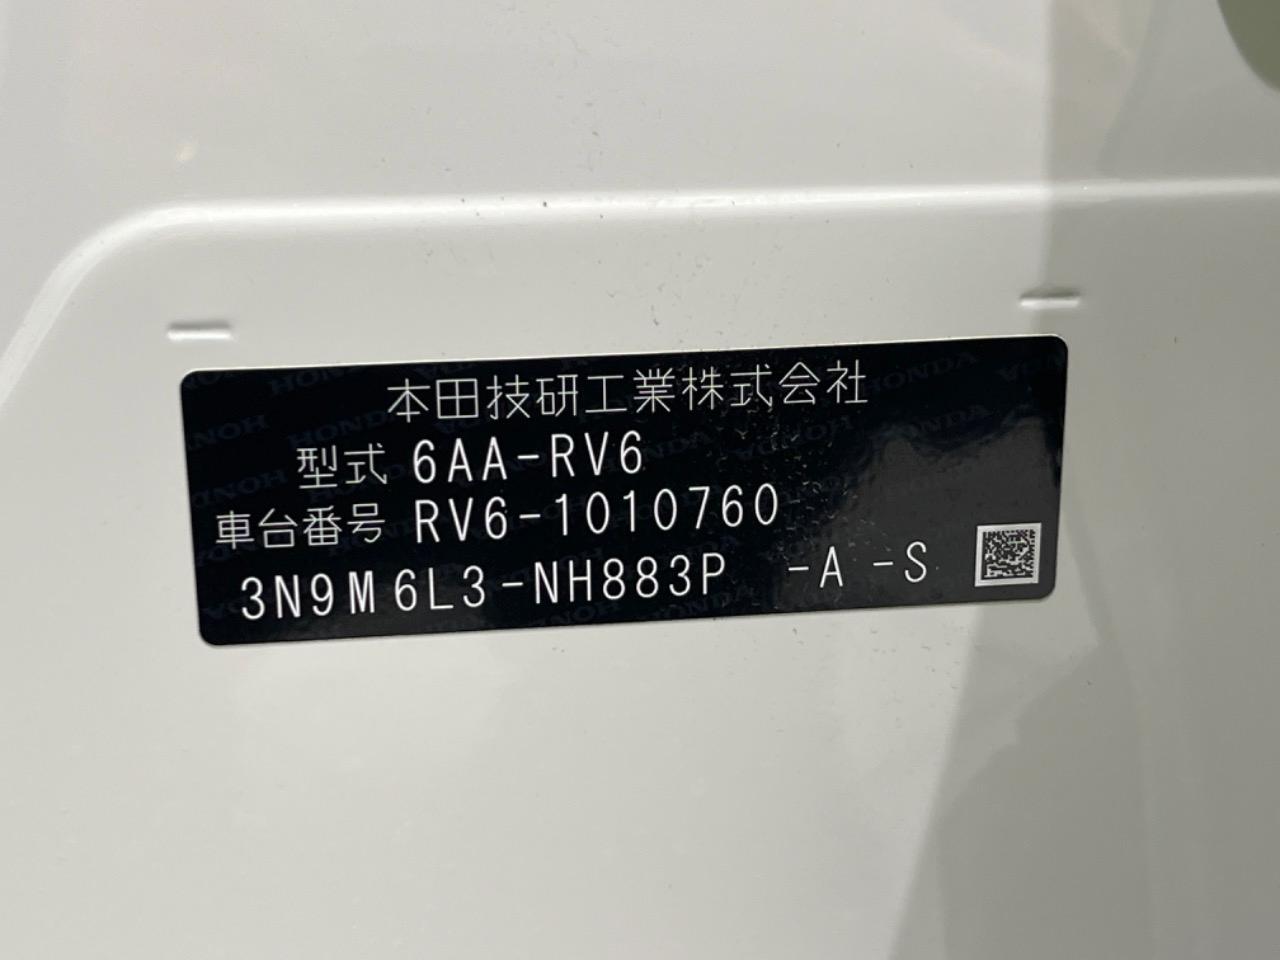 本田技研工業株式会社
型式 6AA-RV6
車台番号 RV6-1010760
3N9M6L3-NH883P -A -S